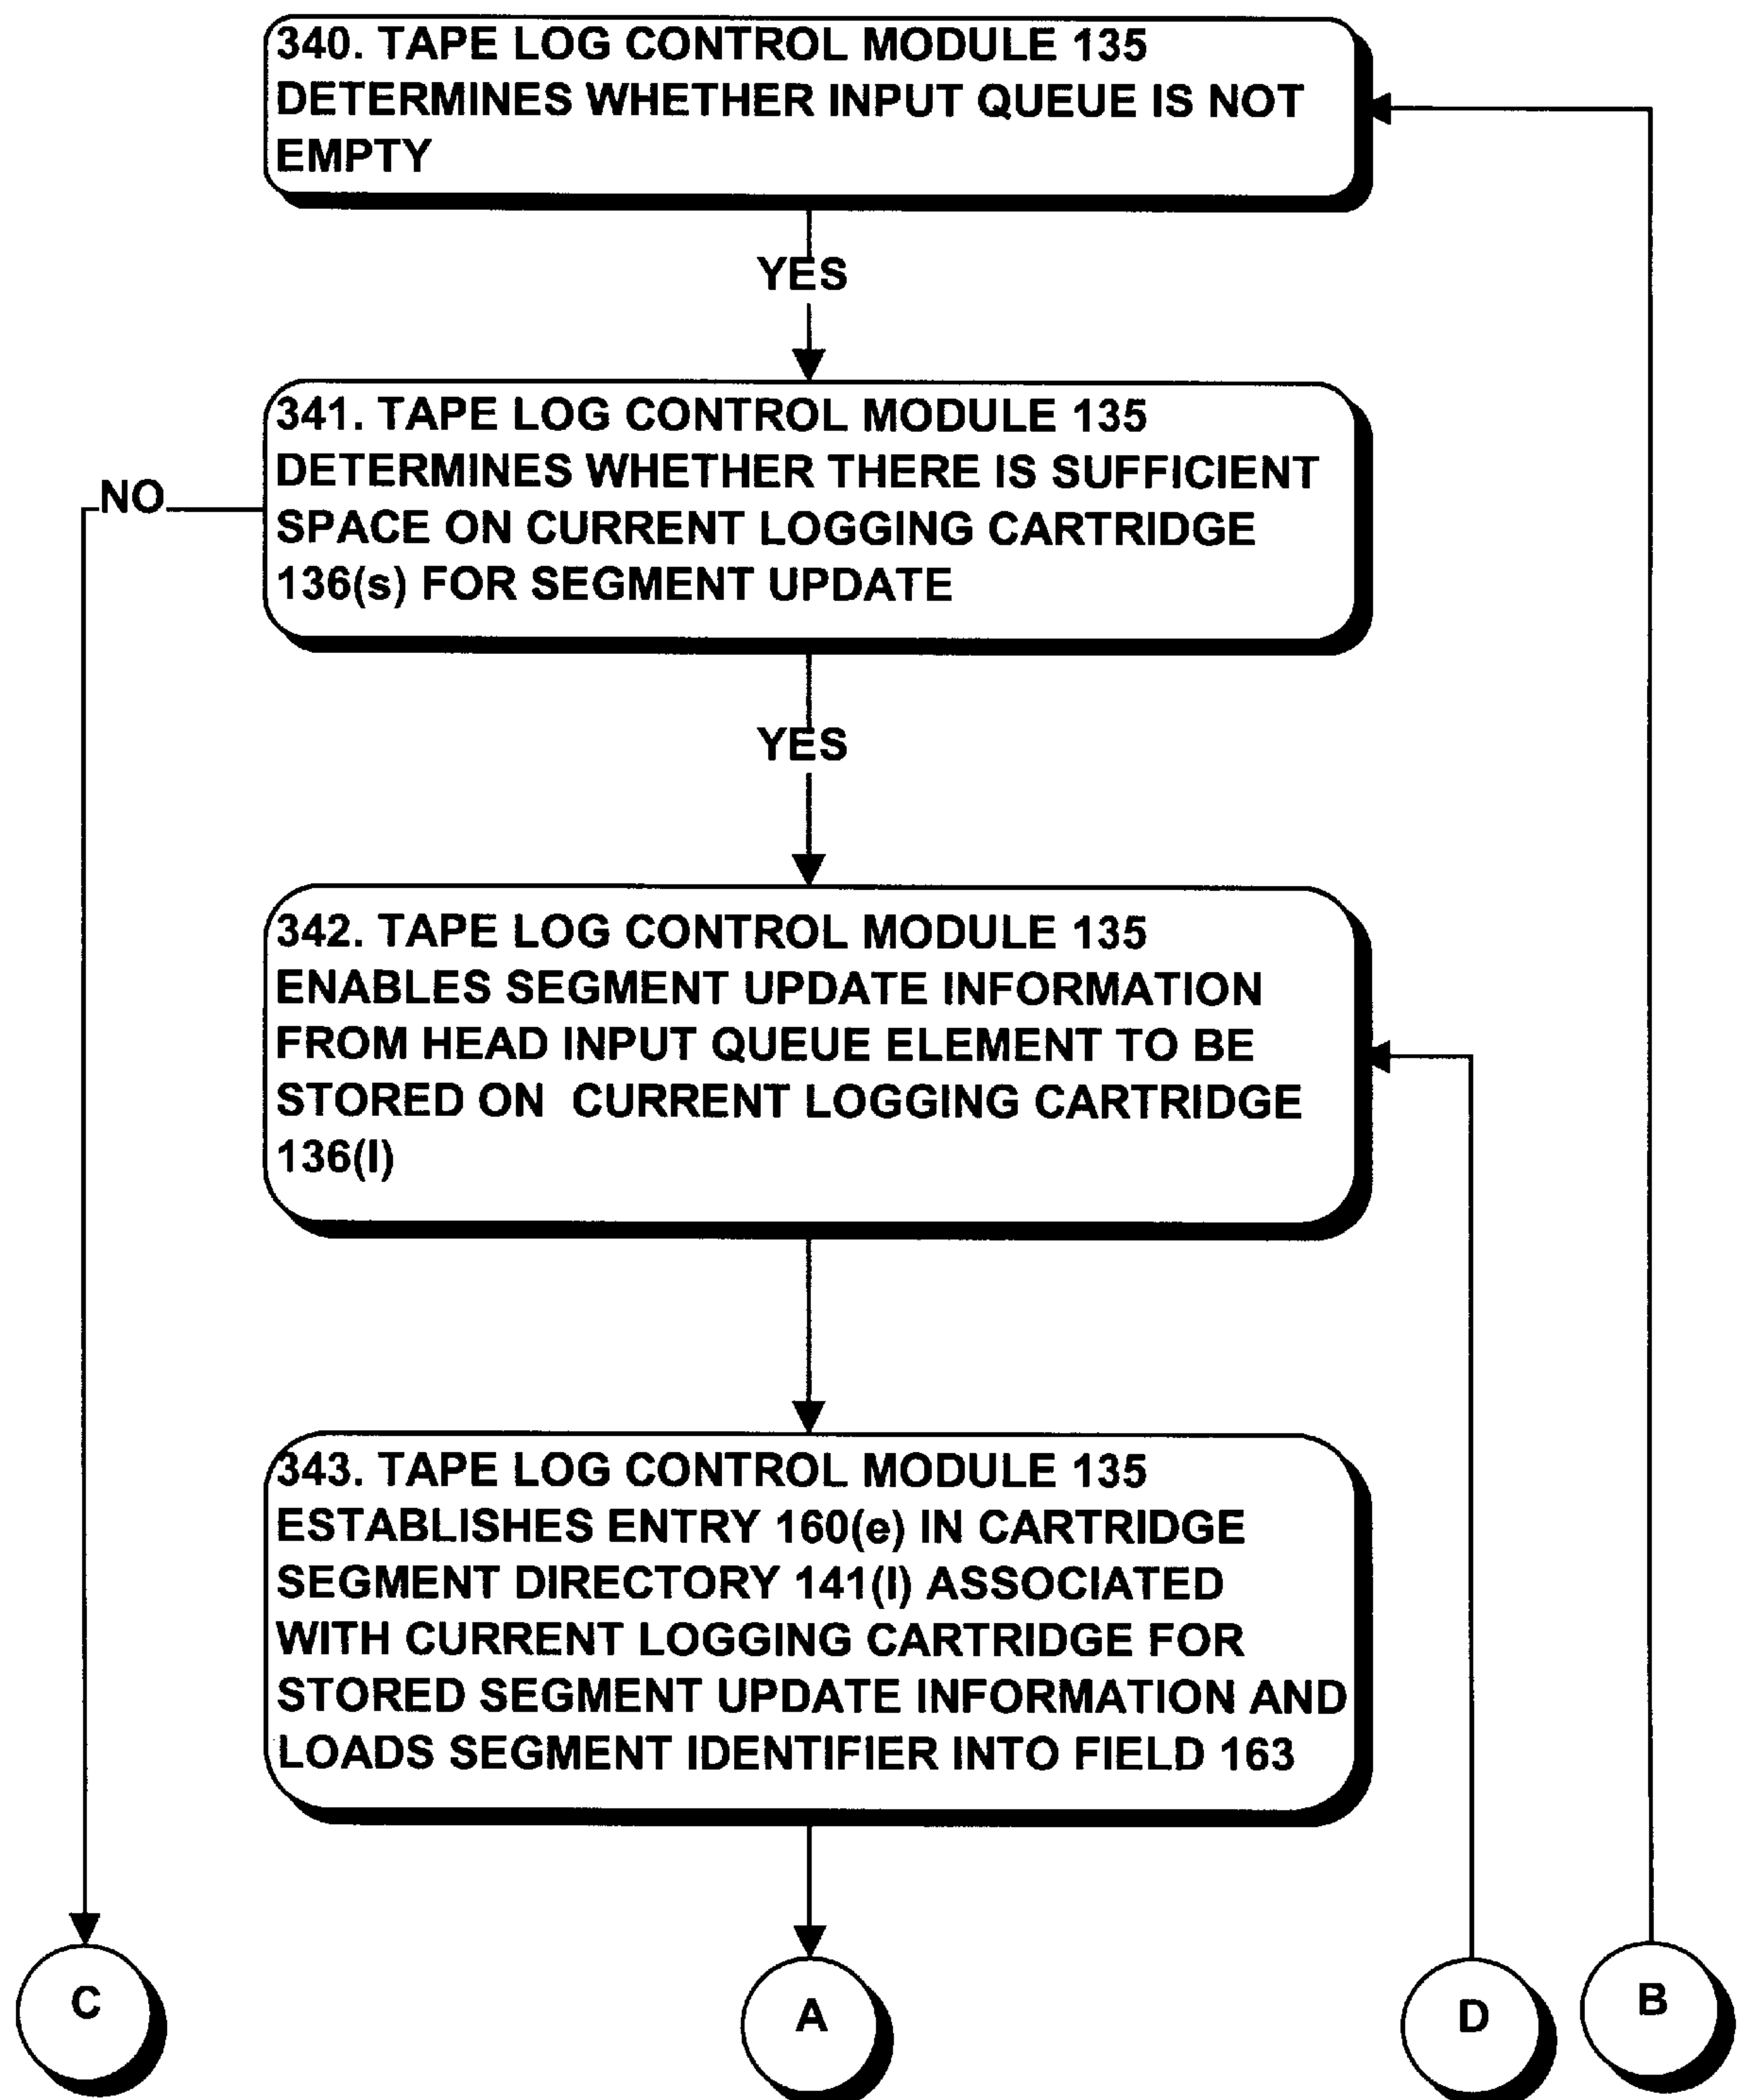 340. TAPE LOG CONTROL MODULE 135
DETERMINES WHETHER INPUT QUEUE IS NOT
EMPTY
YES
341. TAPE LOG CONTROL MODULE 135
DETERMINES WHETHER THERE IS SUFFICIENT
SPACE ON CURRENT LOGGING CARTRIDGE
136(s) FOR SEGMENT UPDATE
NO
YES
342. TAPE LOG CONTROL MODULE 135
ENABLES SEGMENT UPDATE INFORMATION
FROM HEAD INPUT QUEUE ELEMENT TO BE
STORED ON CURRENT LOGGING CARTRIDGE
136(l)
343. TAPE LOG CONTROL MODULE 135
ESTABLISHES ENTRY 160(e) IN CARTRIDGE
SEGMENT DIRECTORY 141(l) ASSOCIATED
WITH CURRENT LOGGING CARTRIDGE FOR
STORED SEGMENT UPDATE INFORMATION AND
LOADS SEGMENT IDENTIFIER INTO FIELD 163
C
A
D
B